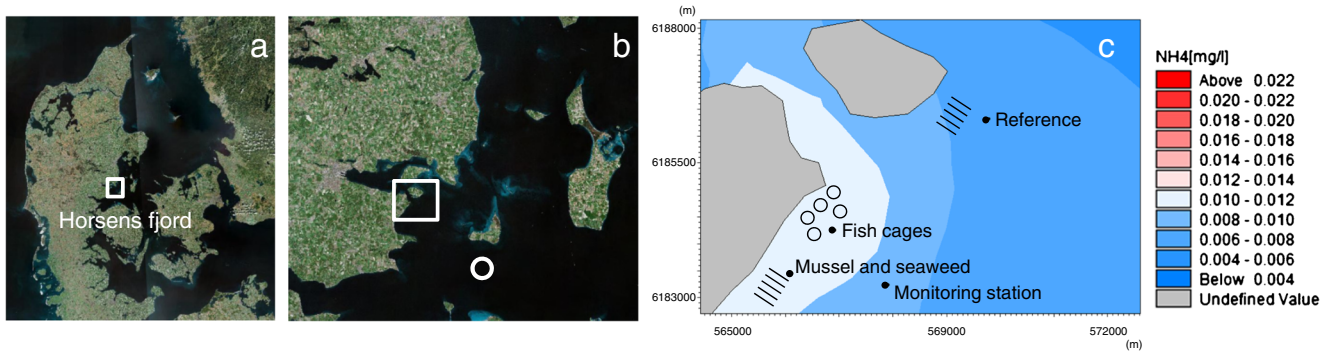 a
Horsens fjord
b
(m)
6188000
6185500
6183000
565000
569000
572000
(m)
c
Reference
Fish cages
Mussel and seaweed
Monitoring station
NH4[mg/l]
Above 0.022
0.020 - 0.022
0.018 - 0.020
0.016 - 0.018
0.014 - 0.016
0.012 - 0.014
0.010 - 0.012
0.008 - 0.010
0.006 - 0.008
0.004 - 0.006
Below 0.004
Undefined Value